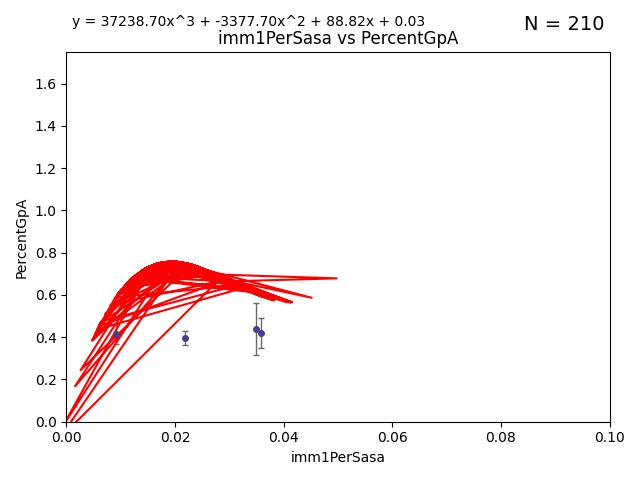 y = 37238.70x^3 + -3377.70x^2 + 88.82x + 0.03
N = 210
imm1PerSasa vs PercentGpA
PercentGpA
1.6
1.4
1.2
1.0
0.8
0.6
0.4
0.2
0.0
0.00 0.02 0.04 0.06 0.08 0.10
imm1PerSasa